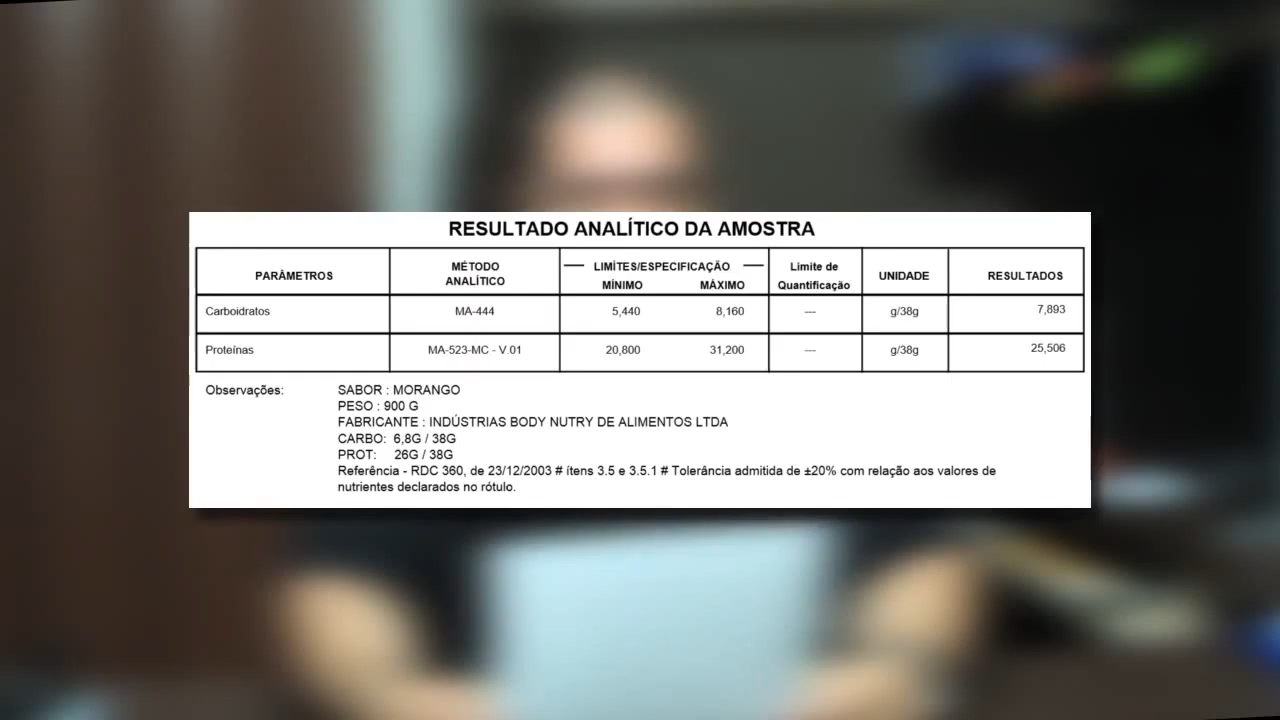 RESULTADO ANALÍTICO DA AMOSTRA
PARÂMETROS MÉTODO ANALÍTICO LIMÍTES/ESPECIFICAÇÃO MÍNIMO MÁXIMO Limite de Quantificação UNIDADE RESULTADOS
Carboidratos MA-444 5,440 8,160 --- g/38g 7,893
Proteínas MA-523-MC - V.01 20,800 31,200 --- g/38g 25,506
Observações: SABOR : MORANGO
PESO : 900 G
FABRICANTE : INDÚSTRIAS BODY NUTRY DE ALIMENTOS LTDA
CARBO: 6,8G / 38G
PROT: 26G / 38G
Referência - RDC 360, de 23/12/2003 # ítens 3.5 e 3.5.1 # Tolerância admitida de ±20% com relação aos valores de
nutrientes declarados no rótulo.